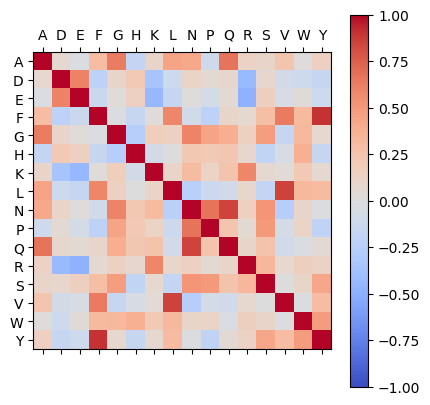 A D E F G H K L N P Q R S V W Y
A
D
E
F
G
H
K
L
N
P
Q
R
S
V
W
Y
1.00
0.75
0.50
0.25
0.00
−0.25
−0.50
−0.75
−1.00